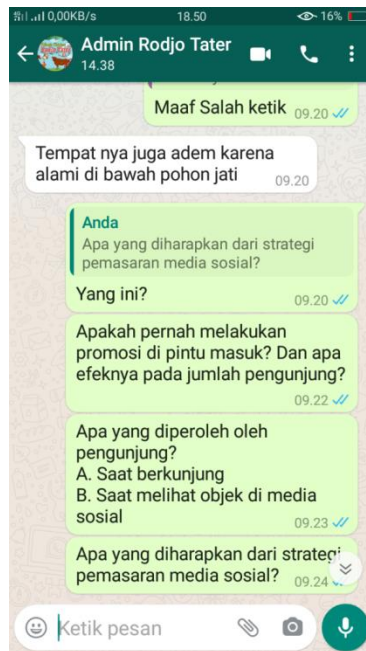 0,00KB/s 18.50 16%
Admin Rodjo Tater
14.38
Maaf Salah ketik 09.20
Tempat nya juga adem karena
alami di bawah pohon jati
09.20
Anda
Apa yang diharapkan dari strategi
pemasaran media sosial?
Yang ini?
09.20
Apakah pernah melakukan
promosi di pintu masuk? Dan apa
efeknya pada jumlah pengunjung?
09.22
Apa yang diperoleh oleh
pengunjung?
A. Saat berkunjung
B. Saat melihat objek di media
sosial
09.23
Apa yang diharapkan dari strategi
pemasaran media sosial? 09.24
Ketik pesan